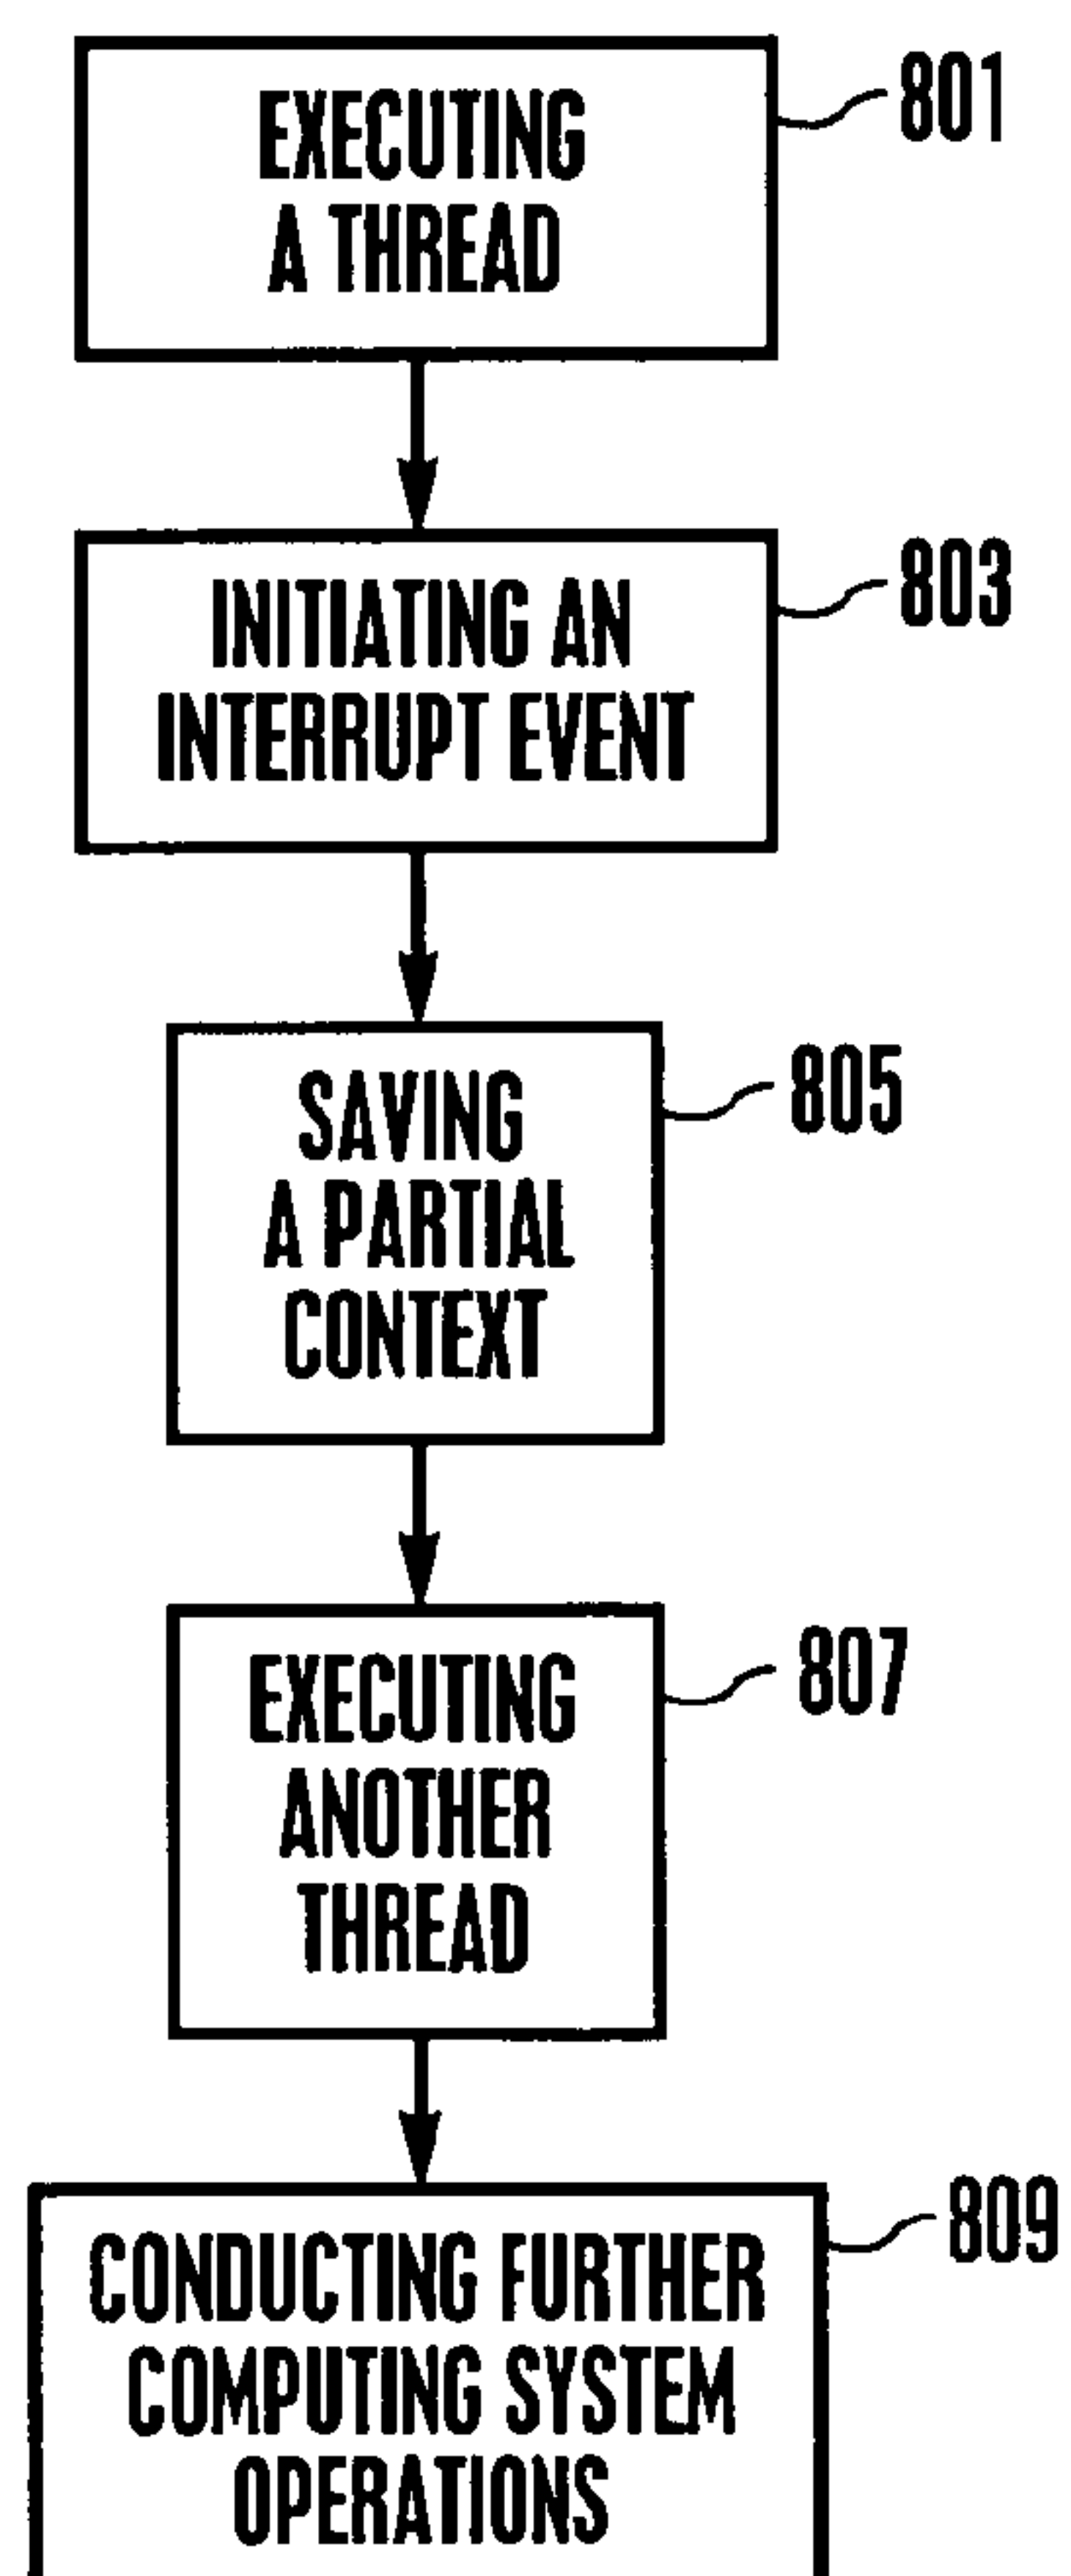 EXECUTING
A THREAD
801
INITIATING AN
INTERRUPT EVENT
803
SAVING
A PARTIAL
CONTEXT
805
EXECUTING
ANOTHER
THREAD
807
CONDUCTING FURTHER
COMPUTING SYSTEM
OPERATIONS
809